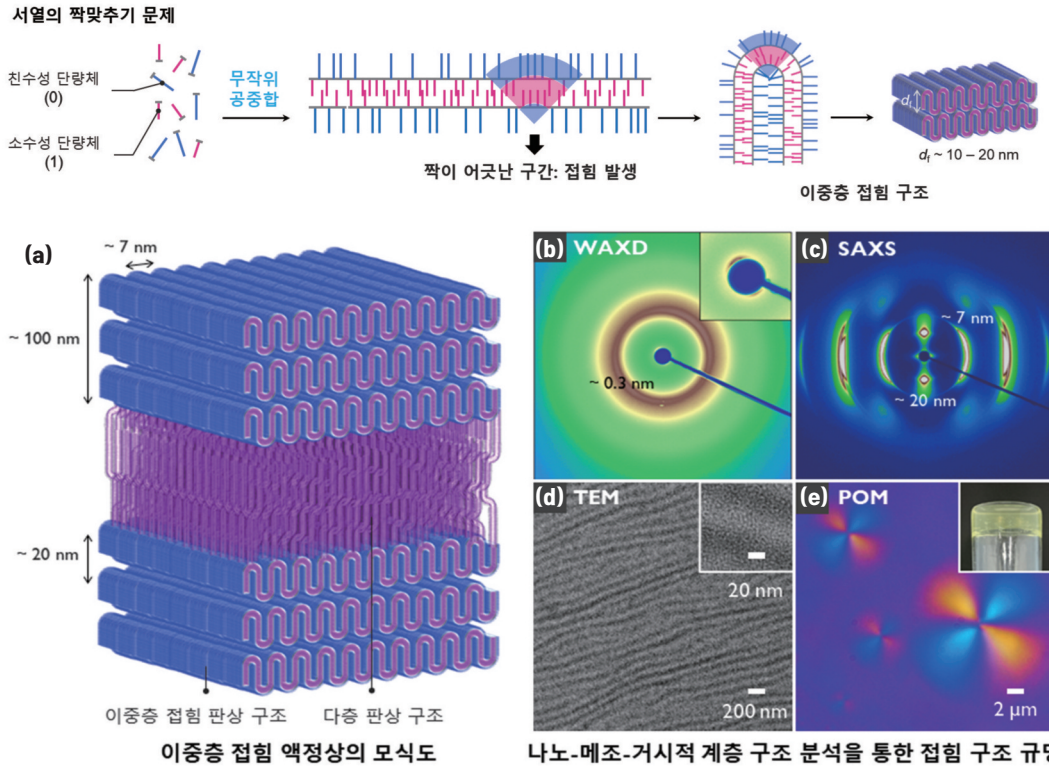 서열의 짝맞추기 문제
친수성 단량체
(0)
소수성 단량체
(1)
무작위
공중합
짝이 어긋난 구간: 접힘 발생
이중층 접힘 구조
df
df ~ 10 – 20 nm
(a)
~ 7 nm
~ 100 nm
~ 20 nm
이중층 접힘 판상 구조
다층 판상 구조
이중층 접힘 액정상의 모식도
(b) WAXD
~ 0.3 nm
(c) SAXS
~ 7 nm
~ 20 nm
(d) TEM
20 nm
200 nm
(e) POM
2 μm
나노-메조-거시적 계층 구조 분석을 통한 접힘 구조 규명